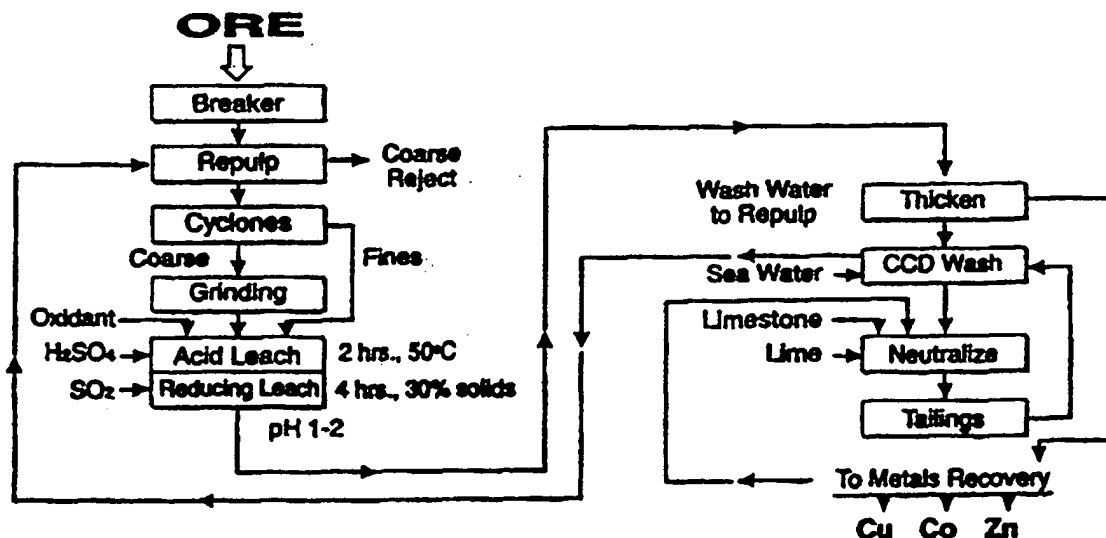 ORE
Breaker
Repulp
Coarse
Reject
Cyclones
Coarse
Fines
Grinding
Oxidant
H₂SO₄
Acid Leach
2 hrs., 50°C
SO₂
Reducing Leach
4 hrs., 30% solids
pH 1-2
Wash Water
to Repulp
Thicken
CCD Wash
Sea Water
Limestone
Lime
Neutralize
Tailings
To Metals Recovery
Cu Co Zn